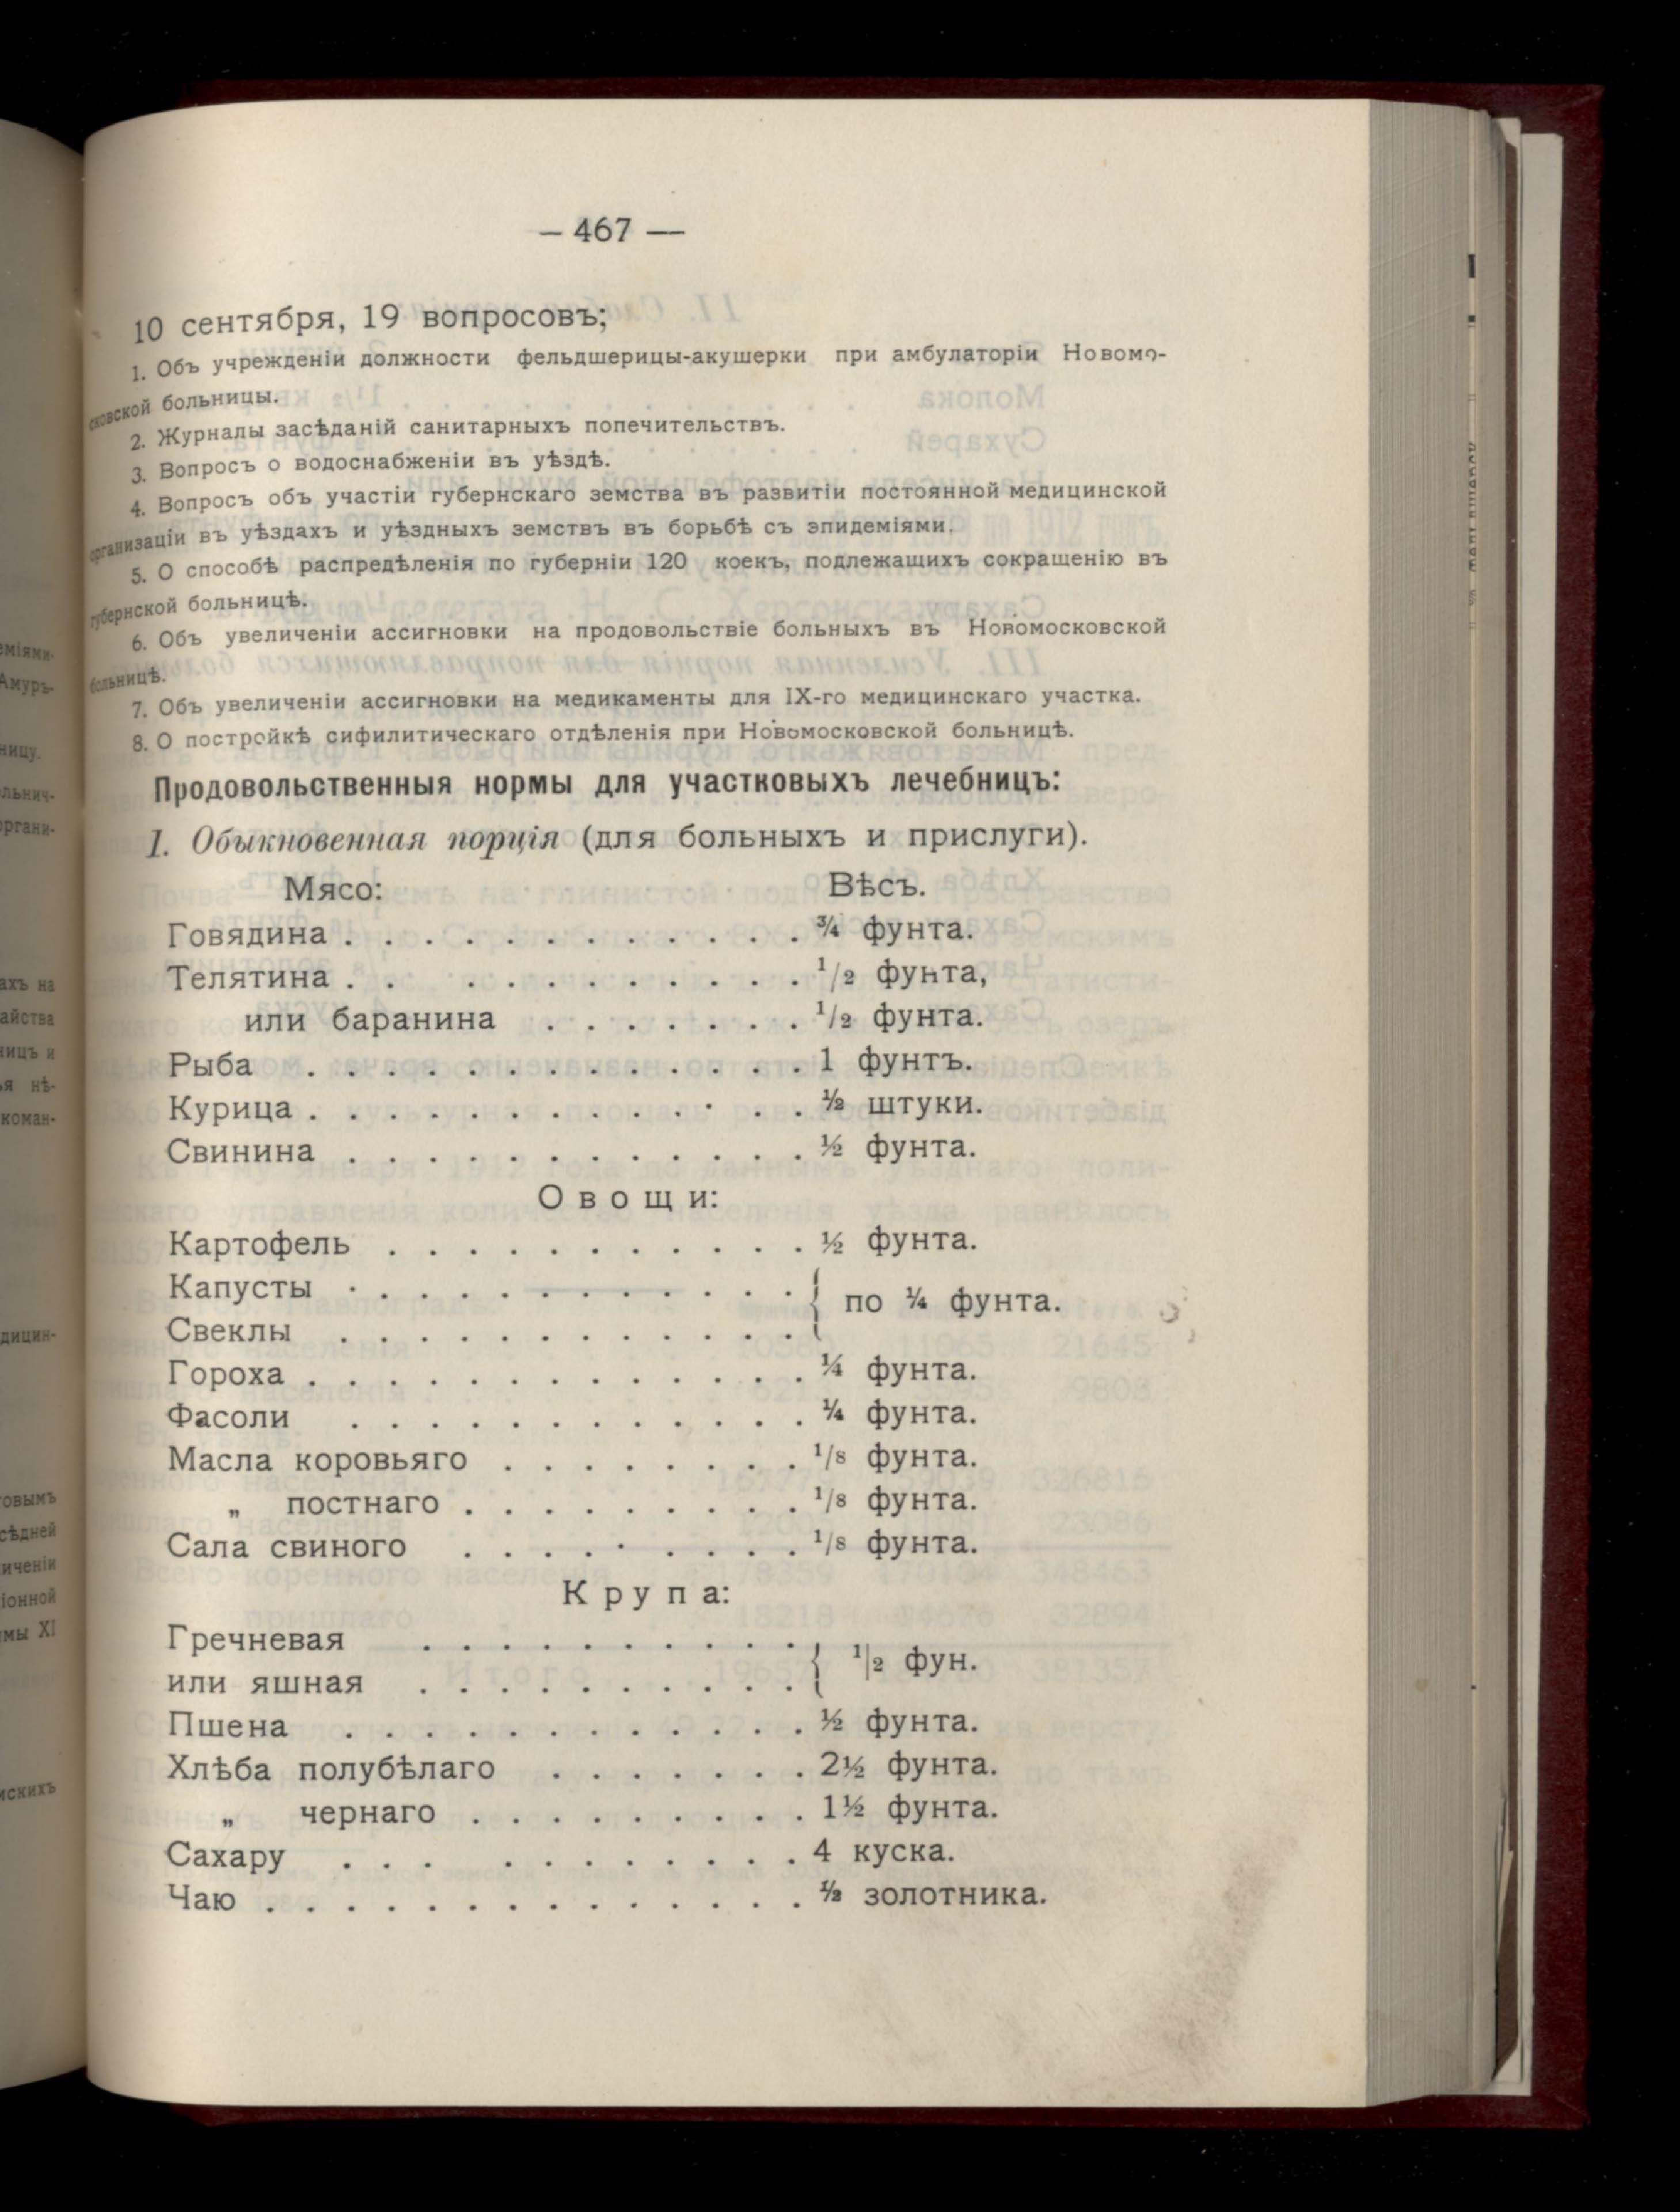 — 467 —
10 сентября, 19 вопросовъ;
1. Объ учрежденіи должности фельдшерицы-акушерки при амбулаторіи Новомо-
сковской больницы.
2. Журналы засѣданій санитарныхъ попечительствъ.
3. Вопросъ о водоснабженіи въ уѣздѣ.
4. Вопросъ объ участіи губернскаго земства въ развитіи постоянной медицинской
организаціи въ уѣздахъ и уѣздныхъ земствъ въ борьбѣ съ эпидеміями.
5. О способѣ распредѣленія по губерніи 120 коекъ, подлежащихъ сокращенію въ
губернской больницѣ.
6. Объ увеличеніи ассигновки на продовольствіе больныхъ въ Новомосковской
больницѣ.
7. Объ увеличеніи ассигновки на медикаменты для IX-го медицинскаго участка.
8. О постройкѣ сифилитическаго отдѣленія при Новомосковской больницѣ.
Продовольственныя нормы для участковыхъ лечебницъ:
1. Обыкновенная порція (для больныхъ и прислуги).
Мясо: Вѣсъ.
Говядина . . . . . . . . . . . . ¾ фунта.
Телятина . . . . . . . . . . . ½ фунта,
или баранина . . . . . . . ½ фунта.
Рыба . . . . . . . . . . . . . 1 фунтъ.
Курица . . . . . . . . . . . . . ½ штуки.
Свинина . . . . . . . . . . . . ½ фунта.
Овощи:
Картофель . . . . . . . . . . . ½ фунта.
Капусты . . . . . . . . . . . . { по ¼ фунта.
Свеклы . . . . . . . . . . . .
Гороха . . . . . . . . . . . . . ¼ фунта.
Фасоли . . . . . . . . . . . . ¼ фунта.
Масла коровьяго . . . . . . . . 1/8 фунта.
„ постнаго . . . . . . . . . 1/8 фунта.
Сала свиного . . . . . . . . . 1/8 фунта.
Крупа:
Гречневая . . . . . . . . . . { ½ фун.
или яшная . . . . . . . . . .
Пшена . . . . . . . . . . . . ½ фунта.
Хлѣба полубѣлаго . . . . . . . 2½ фунта.
„ чернаго . . . . . . . . . 1½ фунта.
Сахару . . . . . . . . . . . 4 куска.
Чаю . . . . . . . . . . . . . . ½ золотника.